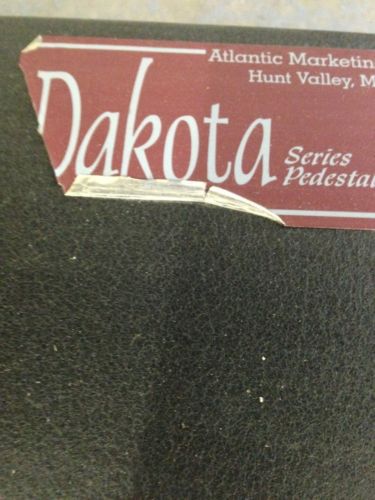 Atlantic Marketin
Hunt Valley, M
Dakota
Series
Pedestal